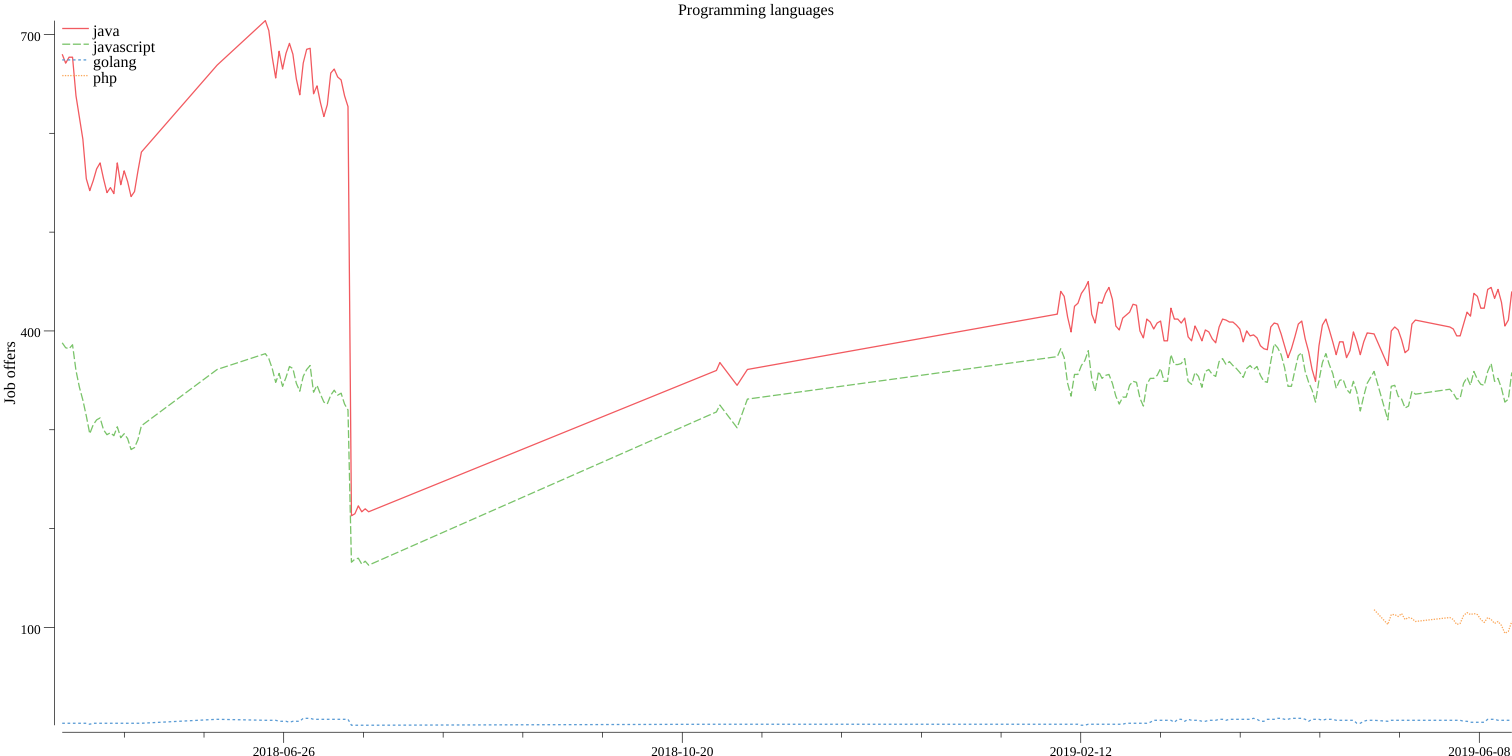 Programming languages
java
javascript
golang
php
700
400
100
Job offers
2018-06-26
2018-10-20
2019-02-12
2019-06-08